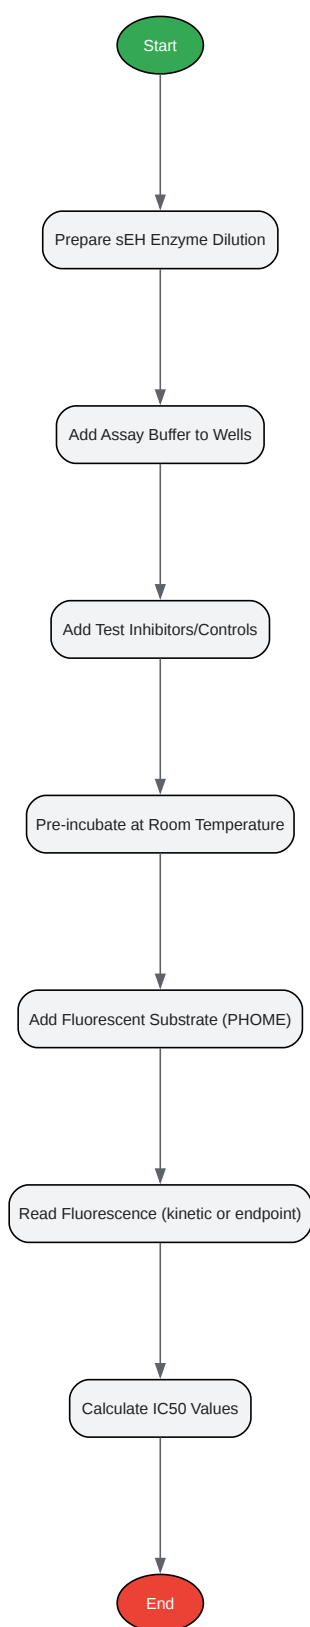 Start
Prepare sEH Enzyme Dilution
Add Assay Buffer to Wells
Add Test Inhibitors/Controls
Pre-incubate at Room Temperature
Add Fluorescent Substrate (PHOME)
Read Fluorescence (kinetic or endpoint)
Calculate IC50 Values
End